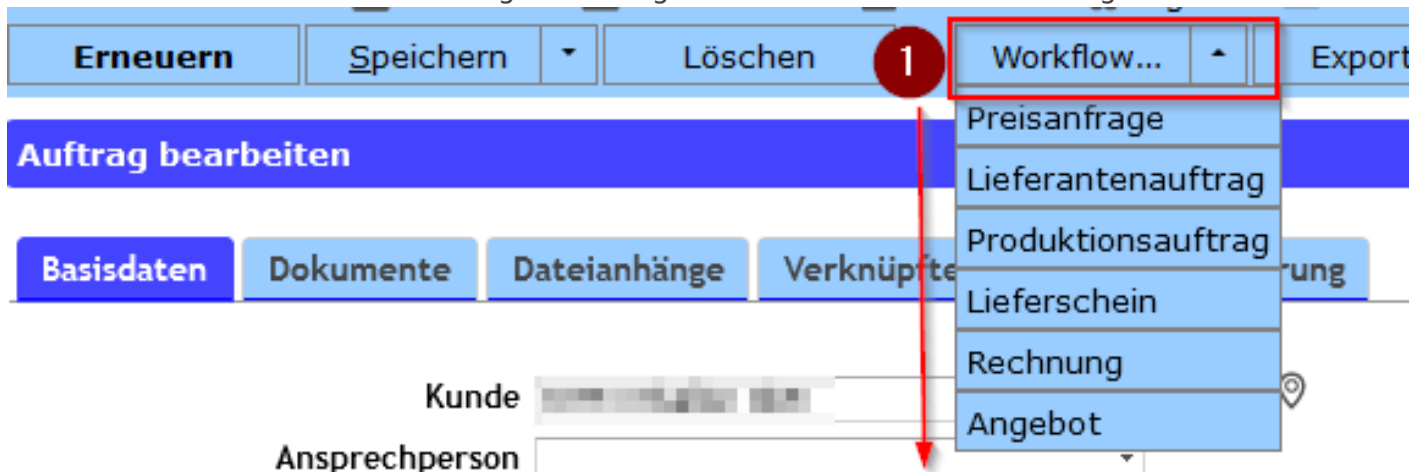 Erneuern
Speichern
Löschen
1
Workflow...
Export
Preisanfrage
Auftrag bearbeiten
Lieferantenauftrag
Produktionsauftrag
Basisdaten
Dokumente
Dateianhänge
Lieferschein
Rechnung
Kunde
Angebot
Ansprechperson